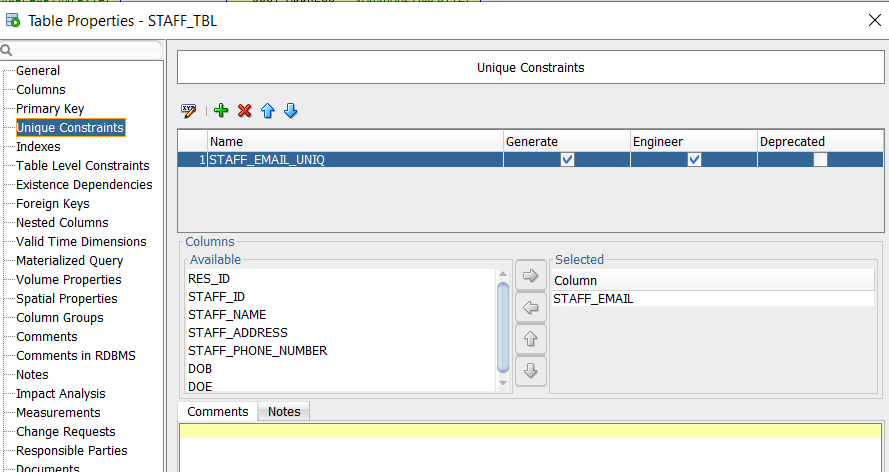 Table Properties - STAFF_TBL
General
Columns
Primary Key
Unique Constraints
Indexes
Table Level Constraints
Existence Dependencies
Foreign Keys
Nested Columns
Valid Time Dimensions
Materialized Query
Volume Properties
Spatial Properties
Column Groups
Comments
Comments in RDBMS
Notes
Impact Analysis
Measurements
Change Requests
Responsible Parties
Documents
Unique Constraints
Name Generate Engineer Deprecated
1 STAFF_EMAIL_UNIQ
Columns
Available
RES_ID
STAFF_ID
STAFF_NAME
STAFF_ADDRESS
STAFF_PHONE_NUMBER
DOB
DOE
Selected
Column
STAFF_EMAIL
Comments Notes